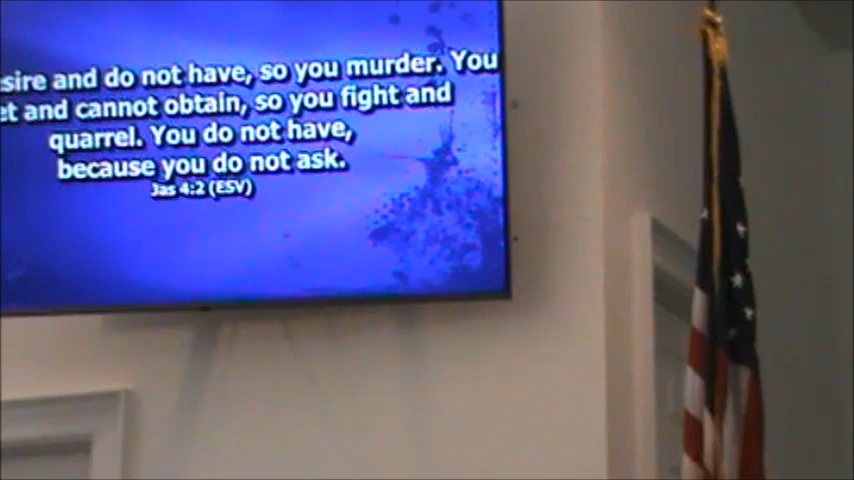 sire and do not have, so you murder. You
et and cannot obtain, so you fight and
quarrel. You do not have,
because you do not ask.
Jas 4:2 (ESV)